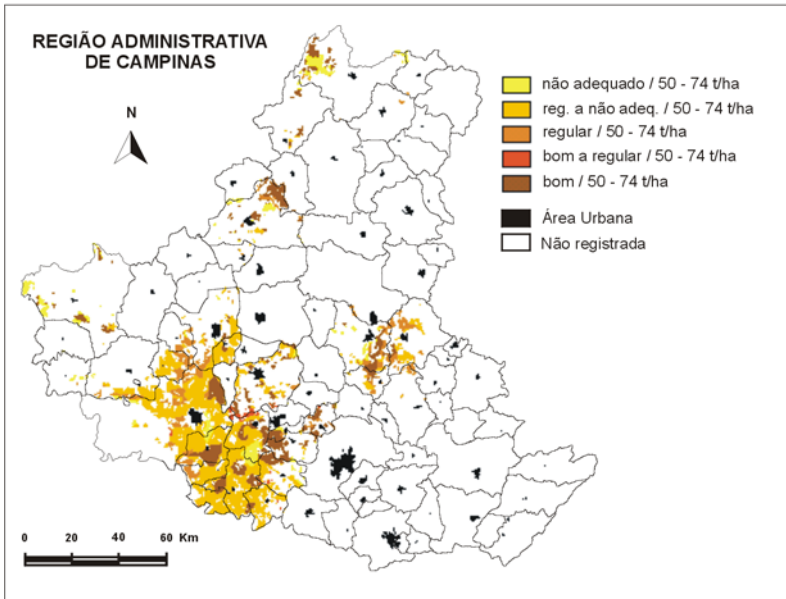 REGIÃO ADMINISTRATIVA
DE CAMPINAS
N
não adequado / 50 - 74 t/ha
reg. a não adeq. / 50 - 74 t/ha
regular / 50 - 74 t/ha
bom a regular / 50 - 74 t/ha
bom / 50 - 74 t/ha
Área Urbana
Não registrada
0 20 40 60 Km